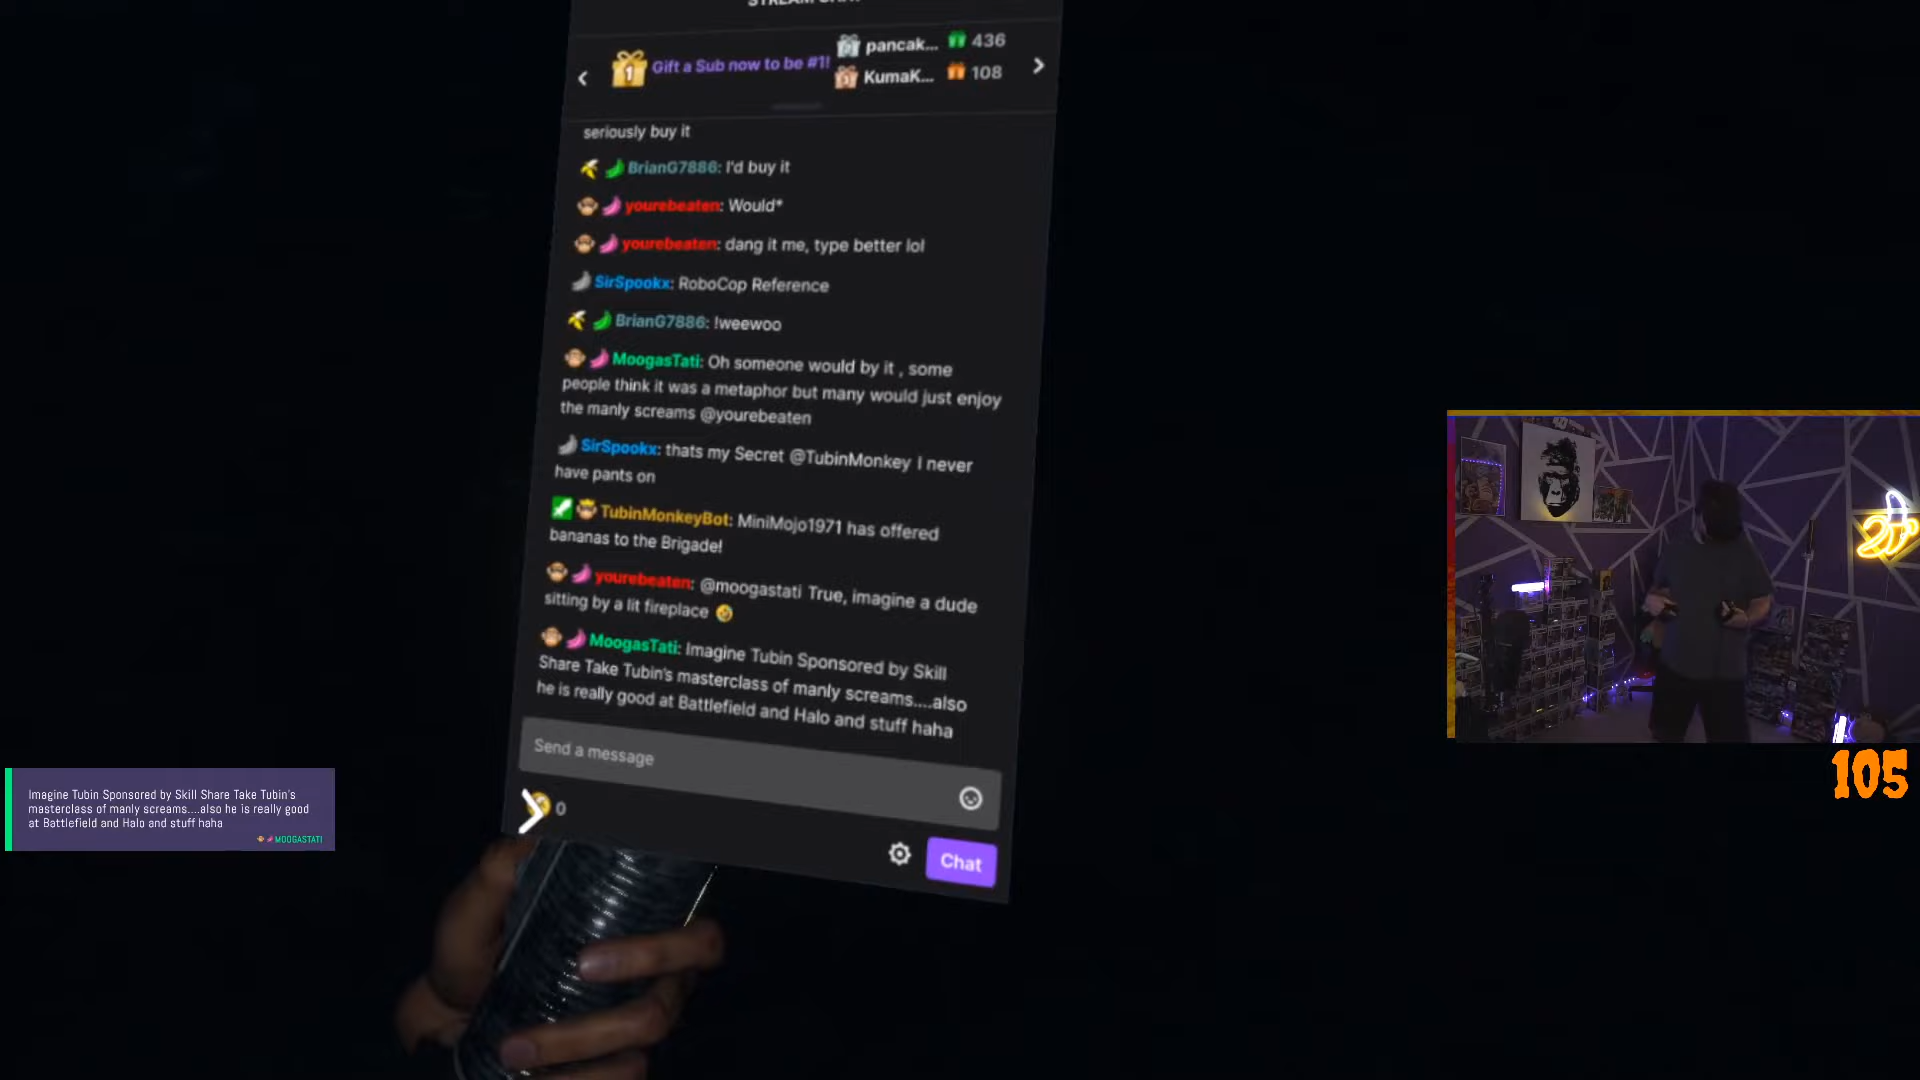 Gift a Sub now to be #1!
pancak... 436
KumaK... 108
seriously buy it
BrianG7886: I'd buy it
yourebeaten: Would*
yourebeaten: dang it me, type better lol
SirSpookx: RoboCop Reference
BrianG7886: !weewoo
MoogasTati: Oh someone would by it , some
people think it was a metaphor but many would just enjoy
the manly screams @yourebeaten
SirSpookx: thats my Secret @TubinMonkey I never
have pants on
TubinMonkeyBot: MiniMojo1971 has offered
bananas to the Brigade!
yourebeaten: @moogastati True, imagine a dude
sitting by a lit fireplace 🤣
MoogasTati: Imagine Tubin Sponsored by Skill
Share Take Tubin's masterclass of manly screams....also
he is really good at Battlefield and Halo and stuff haha
Send a message
0
Chat
Imagine Tubin Sponsored by Skill Share Take Tubin's
masterclass of manly screams....also he is really good
at Battlefield and Halo and stuff haha
MOOGASTATI
105